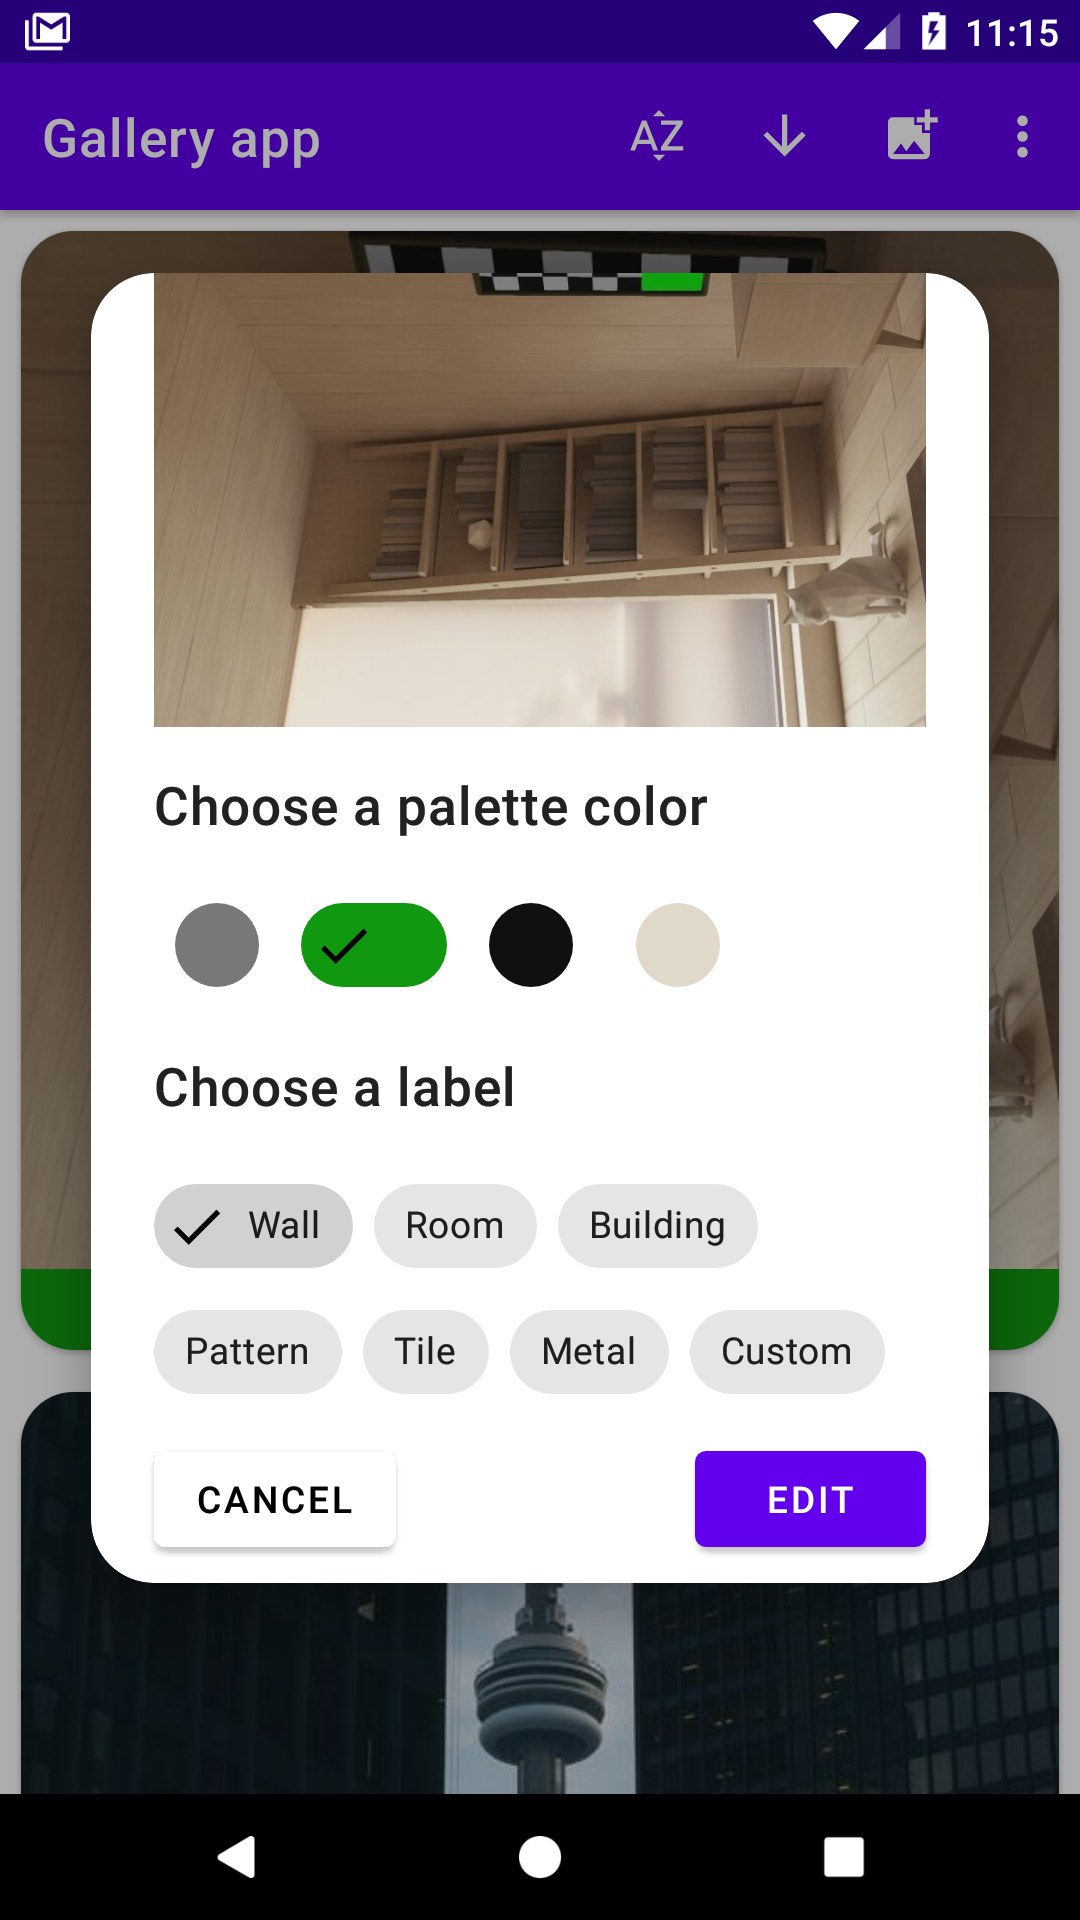 11:15
Gallery app AZ
Choose a palette color
Choose a label
Wall Room Building
Pattern Tile Metal Custom
CANCEL EDIT